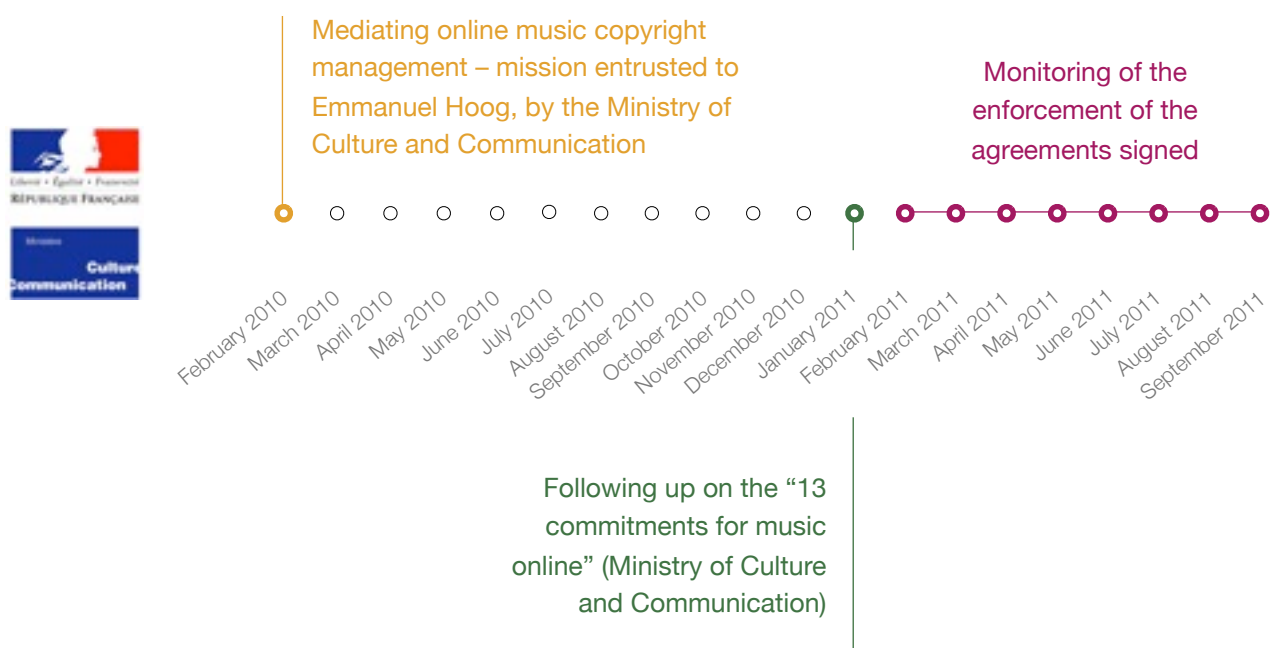 Mediating online music copyright
management – mission entrusted to
Emmanuel Hoog, by the Ministry of
Culture and Communication
Monitoring of the
enforcement of the
agreements signed
Liberté • Égalité • Fraternité
RÉPUBLIQUE FRANÇAISE
Ministère
Culture
Communication
February 2010
March 2010
April 2010
May 2010
June 2010
July 2010
August 2010
September 2010
October 2010
November 2010
December 2010
January 2011
February 2011
March 2011
April 2011
May 2011
June 2011
July 2011
August 2011
September 2011
Following up on the “13
commitments for music
online” (Ministry of Culture
and Communication)